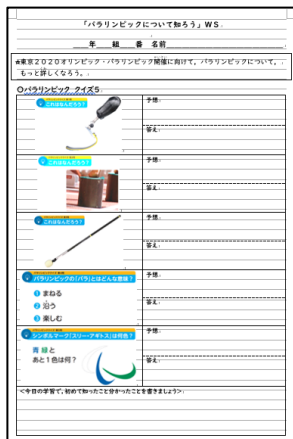 「パラリンピックについて知ろう」WS
年　組　番　名前
★東京２０２０オリンピック・パラリンピック開催に向けて。パラリンピックについて。
もっと詳しくなろう。
○パラリンピック クイズ５
これはなんだろう？
予想
答え
これはなんだろう？
予想
答え
これはなんだろう？
予想
答え
パラリンピックの「パラ」とはどんな意味？
① まねる
② 沿う
③ 楽しむ
予想
答え
シンボルマーク「スリー・アギトス」は何色？
青 緑と
あと１色は何？
予想
答え
＜今日の学習で、初めて知ったこと分かったことを書きましょう＞